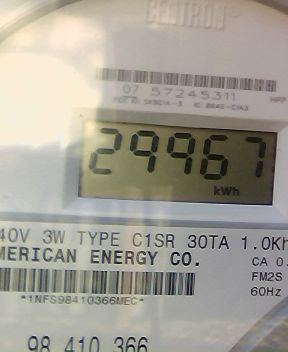 CENTRON®
07 57245311
29967
kWh
40V 3W TYPE C1SR 30TA 1.0Kh
MERICAN ENERGY CO.
CA 0.
FM2S
*1NFS98410366MEC*
60Hz
98 410 366